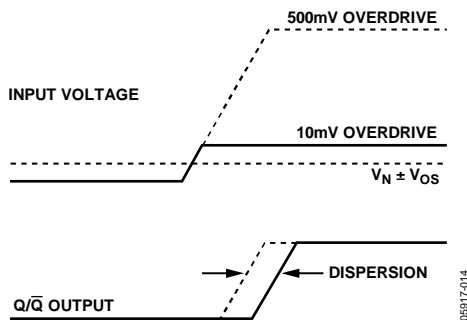 500mV OVERDRIVE
INPUT VOLTAGE
10mV OVERDRIVE
V_N ± V_OS
DISPERSION
Q/Q̅ OUTPUT
05917-014